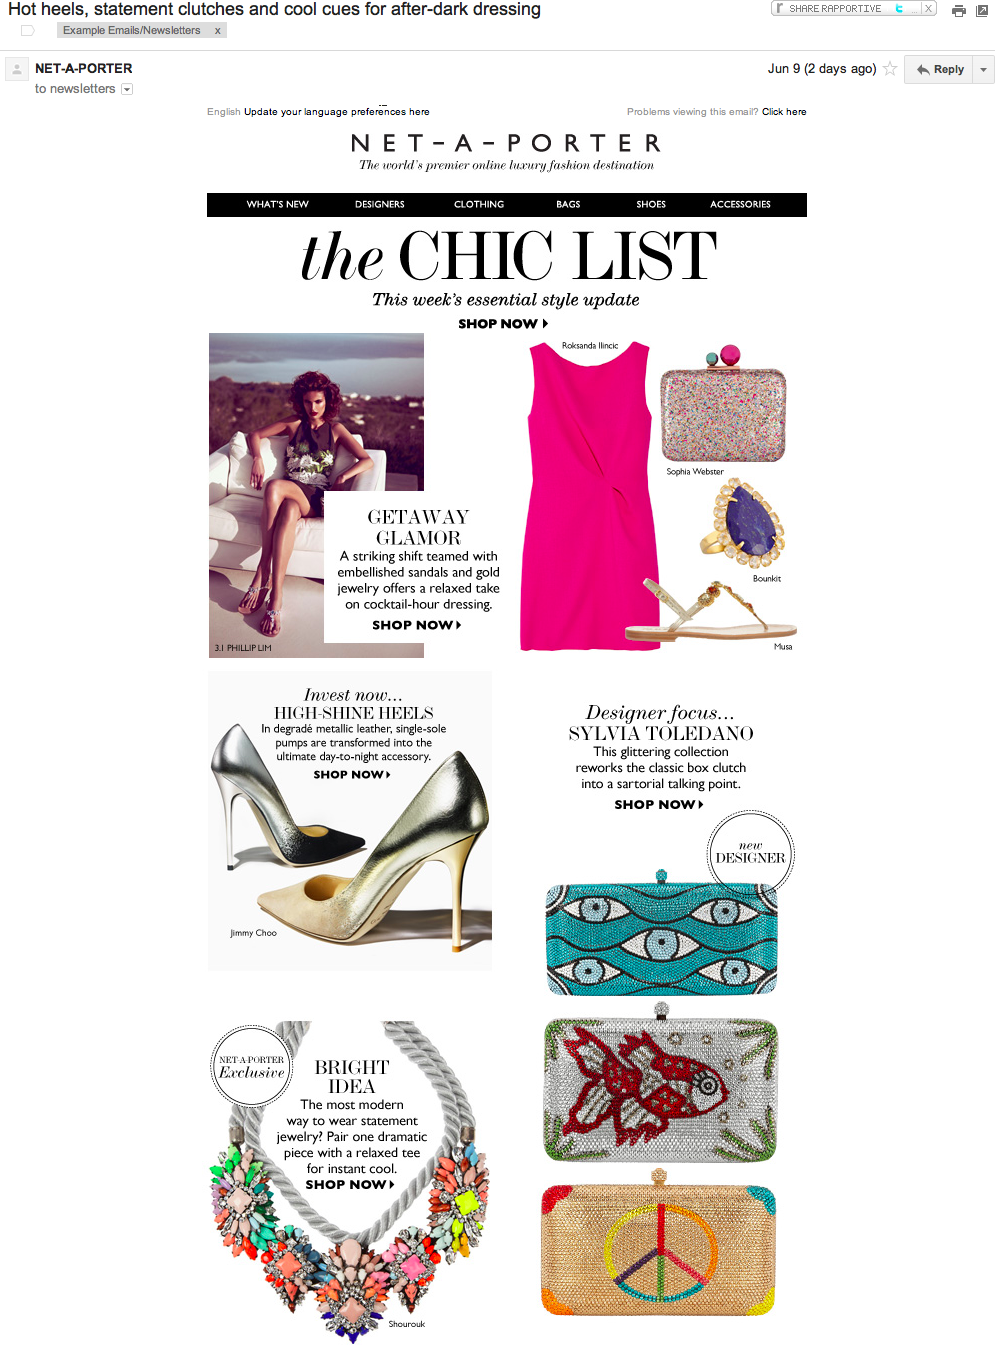 Hot heels, statement clutches and cool cues for after-dark dressing
SHARE RAPPORTIVE ... X
Example Emails/Newsletters x
NET-A-PORTER
Jun 9 (2 days ago)
Reply
to newsletters
English Update your language preferences here
Problems viewing this email? Click here
NET-A-PORTER
The world's premier online luxury fashion destination
WHAT'S NEW DESIGNERS CLOTHING BAGS SHOES ACCESSORIES
the CHIC LIST
This week's essential style update
SHOP NOW
GETAWAY
GLAMOR
A striking shift teamed with
embellished sandals and gold
jewelry offers a relaxed take
on cocktail-hour dressing.
SHOP NOW
3.1 PHILLIP LIM
Roksanda Ilincic
Sophia Webster
Bounkit
Musa
Invest now...
HIGH-SHINE HEELS
In degradé metallic leather, single-sole
pumps are transformed into the
ultimate day-to-night accessory.
SHOP NOW
Jimmy Choo
Designer focus...
SYLVIA TOLEDANO
This glittering collection
reworks the classic box clutch
into a sartorial talking point.
SHOP NOW
new
DESIGNER
NET-A-PORTER
Exclusive
BRIGHT
IDEA
The most modern
way to wear statement
jewelry? Pair one dramatic
piece with a relaxed tee
for instant cool.
SHOP NOW
Shourouk